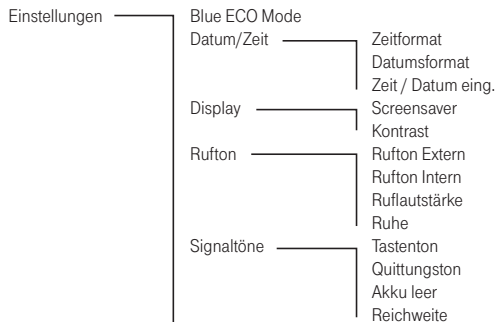 Einstellungen Blue ECO Mode
Datum/Zeit Zeitformat
Datumsformat
Zeit / Datum eing.
Display Screensaver
Kontrast
Rufton Rufton Extern
Rufton Intern
Ruflautstärke
Ruhe
Signaltöne Tastenton
Quittungston
Akku leer
Reichweite